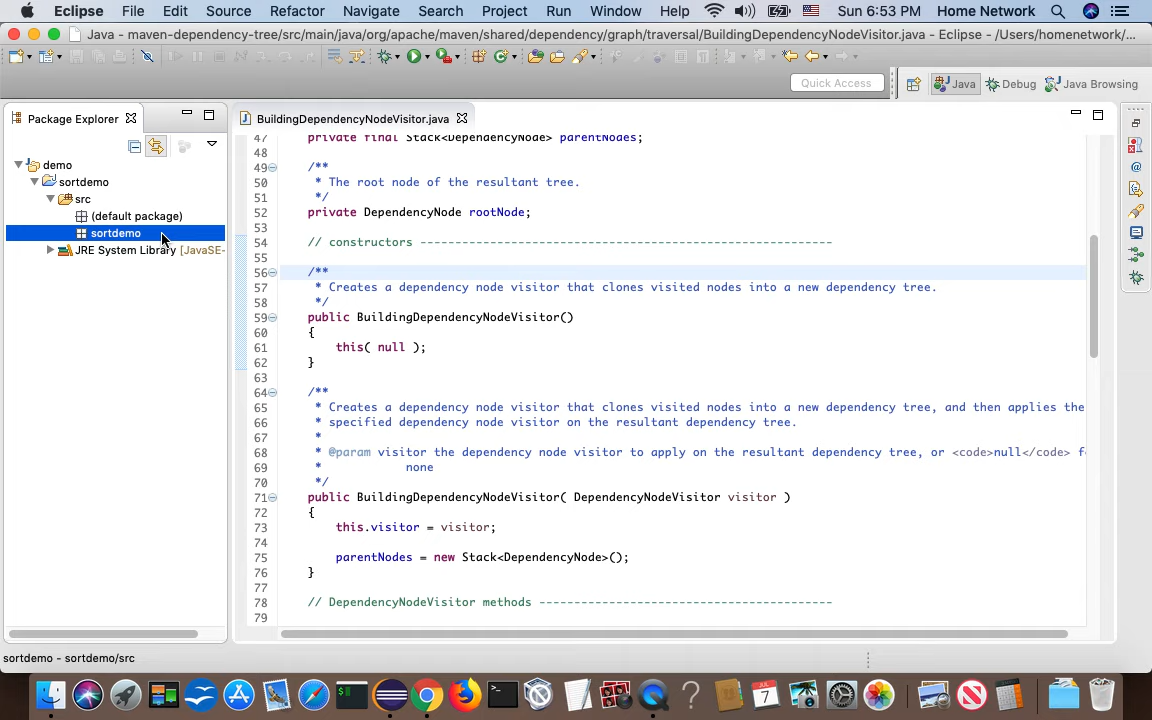 Eclipse File Edit Source Refactor Navigate Search Project Run Window Help Sun 6:53 PM Home Network
Java - maven-dependency-tree/src/main/java/org/apache/maven/shared/dependency/graph/traversal/BuildingDependencyNodeVisitor.java - Eclipse - /Users/homenetwork/...
Quick Access Java Debug Java Browsing
Package Explorer
demo
sortdemo
src
(default package)
sortdemo
JRE System Library [JavaSE-
BuildingDependencyNodeVisitor.java
47 private final Stack<DependencyNode> parentNodes;
48
49 /**
50 * The root node of the resultant tree.
51 */
52 private DependencyNode rootNode;
53
54 // constructors -----------------------------------------------------------
55
56 /**
57 * Creates a dependency node visitor that clones visited nodes into a new dependency tree.
58 */
59 public BuildingDependencyNodeVisitor()
60 {
61 this( null );
62 }
63
64 /**
65 * Creates a dependency node visitor that clones visited nodes into a new dependency tree, and then applies the
66 * specified dependency node visitor on the resultant dependency tree.
67 *
68 * @param visitor the dependency node visitor to apply on the resultant dependency tree, or <code>null</code> f
69 * none
70 */
71 public BuildingDependencyNodeVisitor( DependencyNodeVisitor visitor )
72 {
73 this.visitor = visitor;
74
75 parentNodes = new Stack<DependencyNode>();
76 }
77
78 // DependencyNodeVisitor methods ------------------------------------------
79
sortdemo - sortdemo/src
7